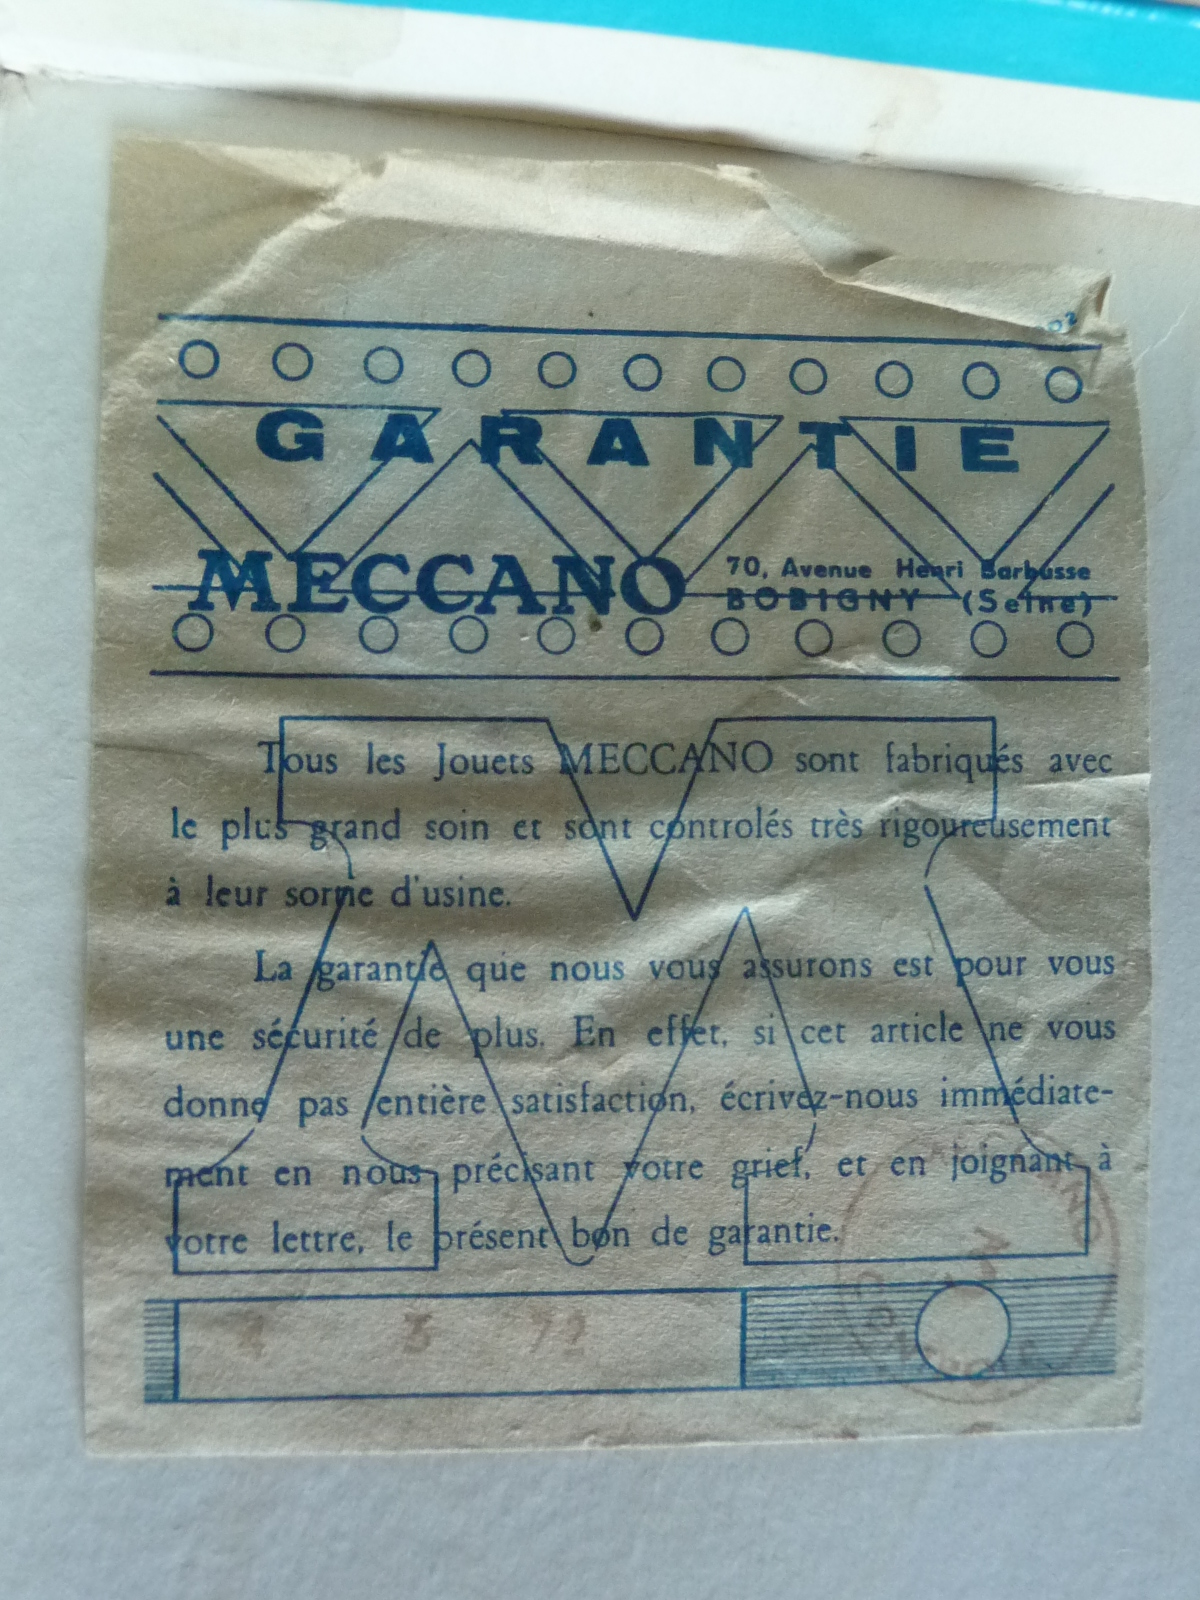 GARANTIE
MECCANO
70, Avenue Henri Barbusse
BOBIGNY (Seine)
Tous les Jouets MECCANO sont fabriqués avec
le plus grand soin et sont controlés très rigoureusement
à leur sortie d'usine.
La garantie que nous vous assurons est pour vous
une sécurité de plus. En effet, si cet article ne vous
donne pas entière satisfaction, écrivez-nous immédiate-
ment en nous précisant votre grief, et en joignant à
votre lettre, le présent bon de garantie.
3 72